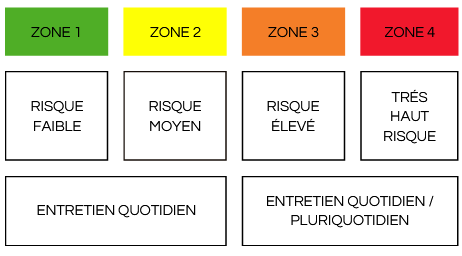 ZONE 1
ZONE 2
ZONE 3
ZONE 4
RISQUE
FAIBLE
RISQUE
MOYEN
RISQUE
ÉLEVÉ
TRÉS
HAUT
RISQUE
ENTRETIEN QUOTIDIEN
ENTRETIEN QUOTIDIEN /
PLURIQUOTIDIEN